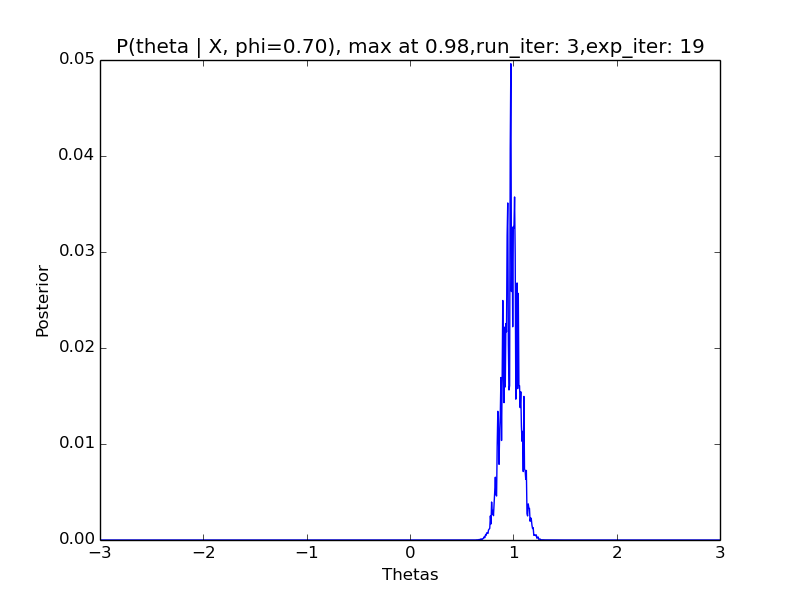 P(theta | X, phi=0.70), max at 0.98,run_iter: 3,exp_iter: 19
0.05
0.04
0.03
0.02
0.01
0.00
Posterior
−3 −2 −1 0 1 2 3
Thetas